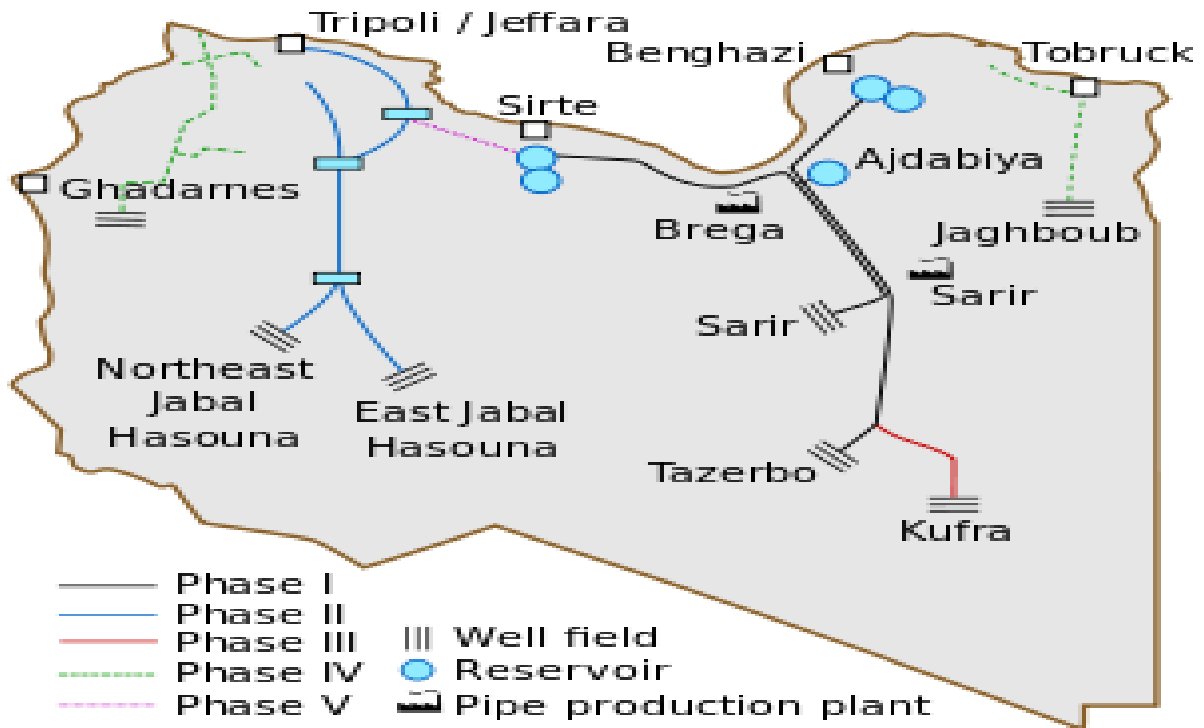 Tripoli / Jeffara
Benghazi
Tobruck
Sirte
Ajdabiya
Ghadames
Brega
Jaghboub
Sarir
Sarir
Northeast
Jabal
Hasouna
East Jabal
Hasouna
Tazerbo
Kufra
Phase I
Phase II
Phase III
Phase IV
Phase V
Well field
Reservoir
Pipe production plant